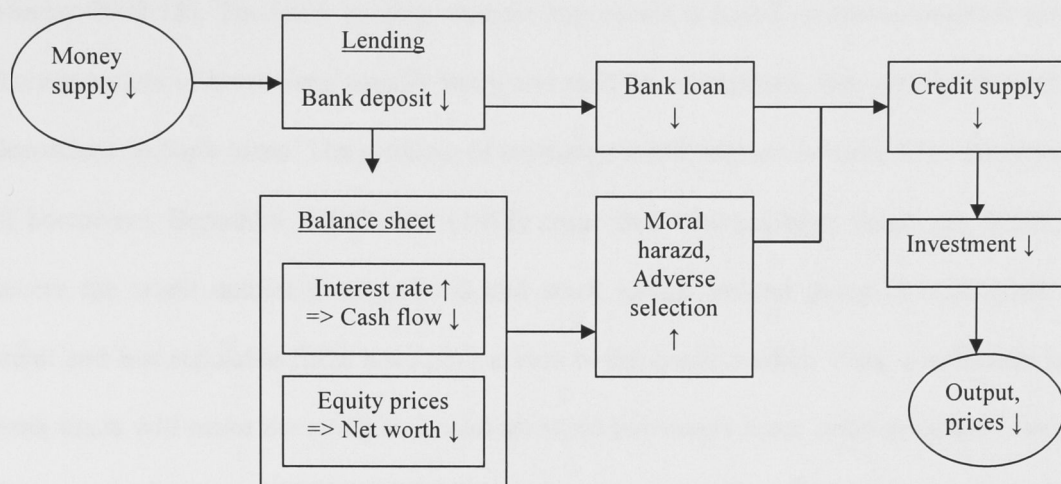 Money
supply ↓
Lending
Bank deposit ↓
Bank loan
↓
Credit supply
↓
Balance sheet
Interest rate ↑
=> Cash flow ↓
Equity prices
=> Net worth ↓
Moral
harazd,
Adverse
selection
↑
Investment ↓
Output,
prices ↓